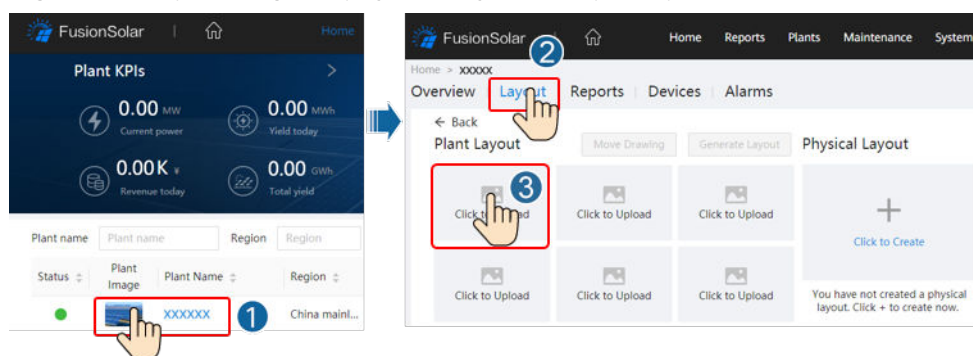 FusionSolar
Home
Plant KPIs
>
0.00 MW
Current power
0.00 MWh
Yield today
0.00K ¥
Revenue today
0.00 GWh
Total yield
Plant name
Plant name
Region
Region
Status
Plant Image
Plant Name
Region
XXXXXX
1
China mainl...
FusionSolar
2
Home
Reports
Plants
Maintenance
System
Home > XXXXX
Overview
Layout
Reports
Devices
Alarms
← Back
Plant Layout
Move Drawing
Generate Layout
Physical Layout
3
Click to Upload
Click to Upload
Click to Upload
+
Click to Create
Click to Upload
Click to Upload
Click to Upload
You have not created a physical
layout. Click + to create now.